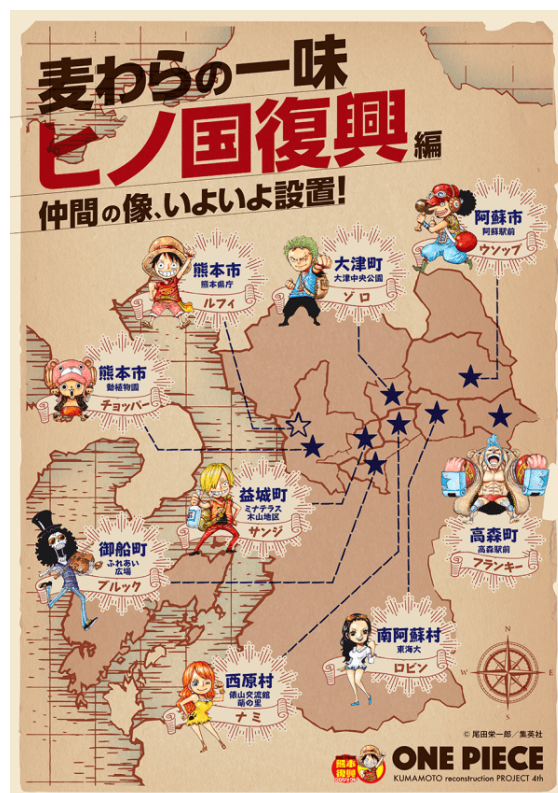 麦わらの一味
ヒノ国復興編
仲間の像、いよいよ設置!
阿蘇市
阿蘇駅前
ウソップ
熊本市
熊本県庁
ルフィ
大津町
大津中央公園
ゾロ
熊本市
動植物園
チョッパー
益城町
ミナテラス
木山地区
サンジ
高森町
高森駅前
フランキー
御船町
ふれあい
広場
ブルック
南阿蘇村
東海大
ロビン
西原村
俵山交流館
萌の里
ナミ
N
W
E
S
© 尾田栄一郎/集英社
熊本
復興
ONE PIECE
KUMAMOTO reconstruction PROJECT 4th